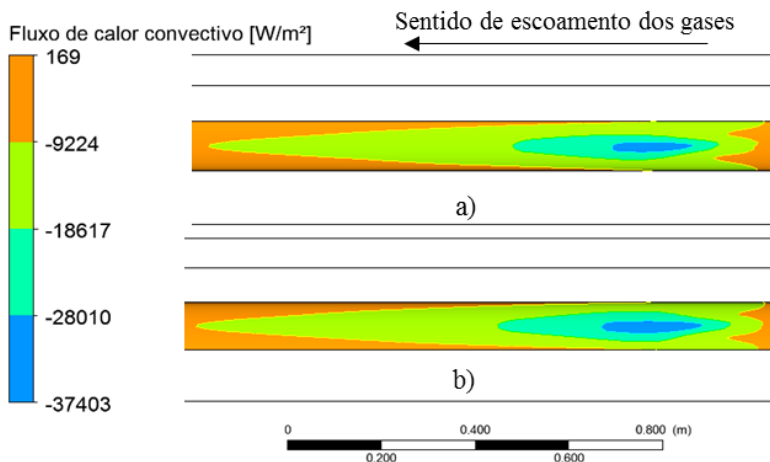 Fluxo de calor convectivo [W/m²]
Sentido de escoamento dos gases
169
-9224
-18617
-28010
-37403
a)
b)
0 0.400 0.800 (m)
0.200 0.600